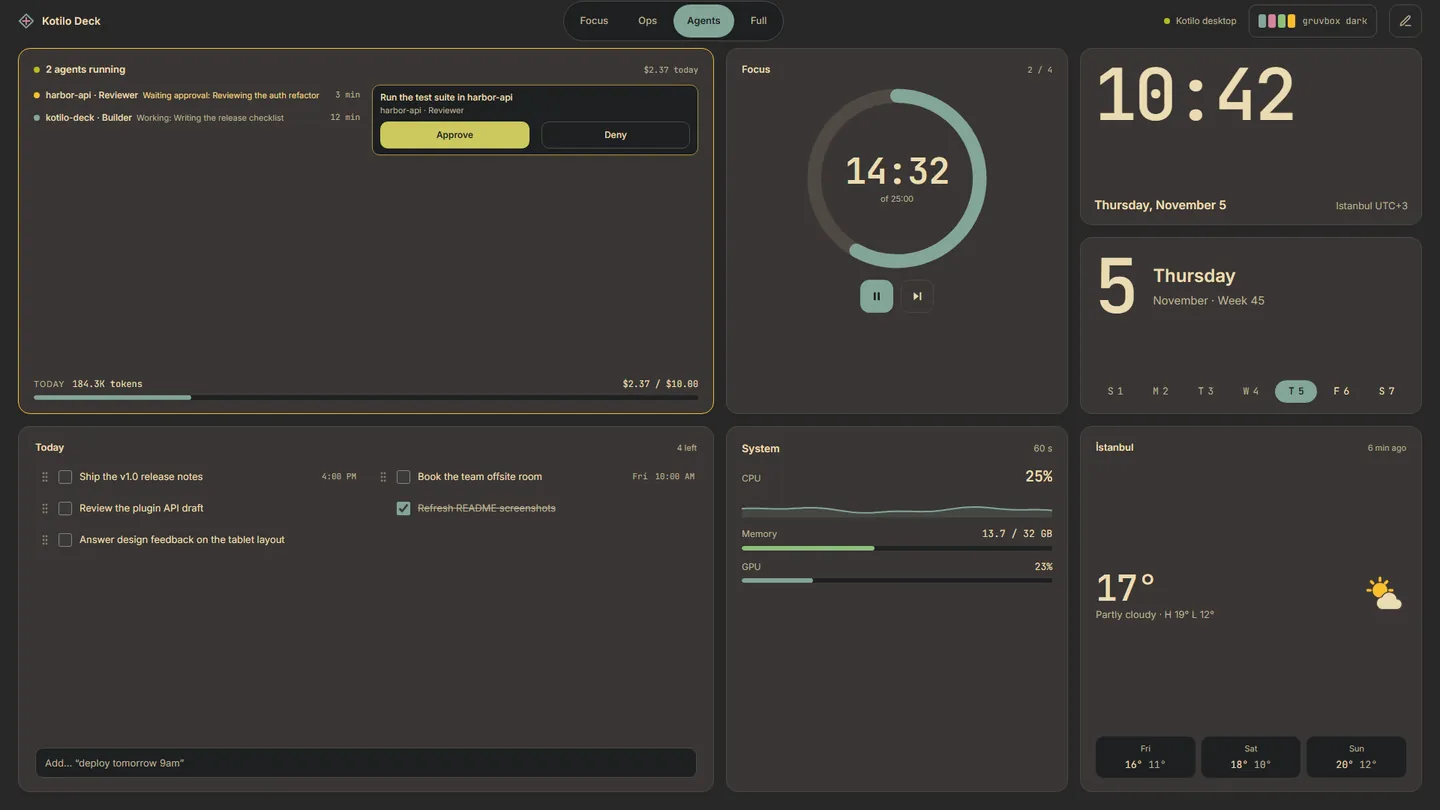 Kotilo Deck
Focus Ops Agents Full
Kotilo desktop
gruvbox dark
2 agents running $2.37 today
harbor-api · Reviewer Waiting approval: Reviewing the auth refactor 3 min
kotilo-deck · Builder Working: Writing the release checklist 12 min
Run the test suite in harbor-api
harbor-api · Reviewer
Approve Deny
TODAY 184.3K tokens $2.37 / $10.00
Focus 2 / 4
14:32
of 25:00
10:42
Thursday, November 5 Istanbul UTC+3
5 Thursday
November · Week 45
S 1 M 2 T 3 W 4 T 5 F 6 S 7
Today 4 left
Ship the v1.0 release notes 4:00 PM
Review the plugin API draft
Answer design feedback on the tablet layout
Book the team offsite room Fri 10:00 AM
Refresh README screenshots
Add... “deploy tomorrow 9am”
System 60 s
CPU 25%
Memory 13.7 / 32 GB
GPU 23%
İstanbul 6 min ago
17°
Partly cloudy · H 19° L 12°
Fri Sat Sun
16° 11° 18° 10° 20° 12°